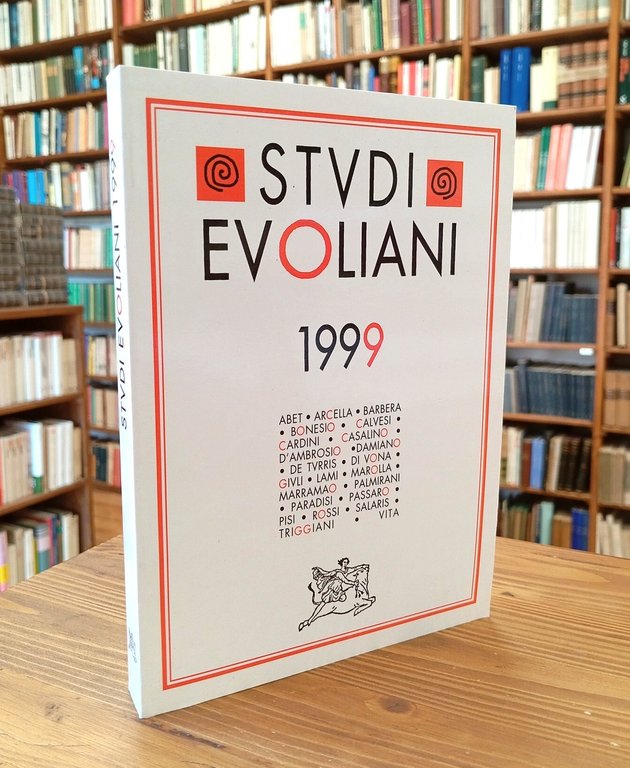 STVDI
EVOLIANI
1999
ABET • ARCELLA • BARBERA
• BONESIO • CALVESI •
CARDINI • CASALINO •
D'AMBROSIO •DAMIANO
• DE TVRRIS • DI VONA •
GIVLI • LAMI • MAROLLA •
MARRAMAO • PALMIRANI
• PARADISI • PASSARO •
PISI • ROSSI • SALARIS •
TRIGGIANI • VITA
STVDI EVOLIANI 1999